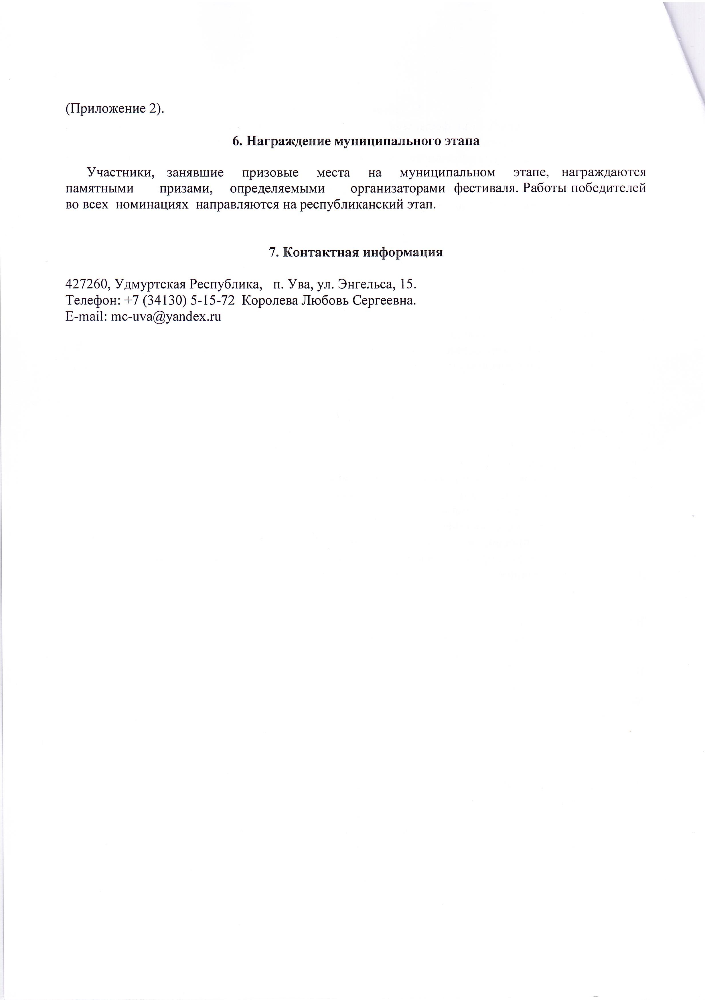 (Приложение 2).
6. Награждение муниципального этапа
Участники, занявшие призовые места на муниципальном этапе, награждаются
памятными призами, определяемыми организаторами фестиваля. Работы победителей
во всех номинациях направляются на республиканский этап.
7. Контактная информация
427260, Удмуртская Республика, п. Ува, ул. Энгельса, 15.
Телефон: +7 (34130) 5-15-72 Королева Любовь Сергеевна.
E-mail: mc-uva@yandex.ru